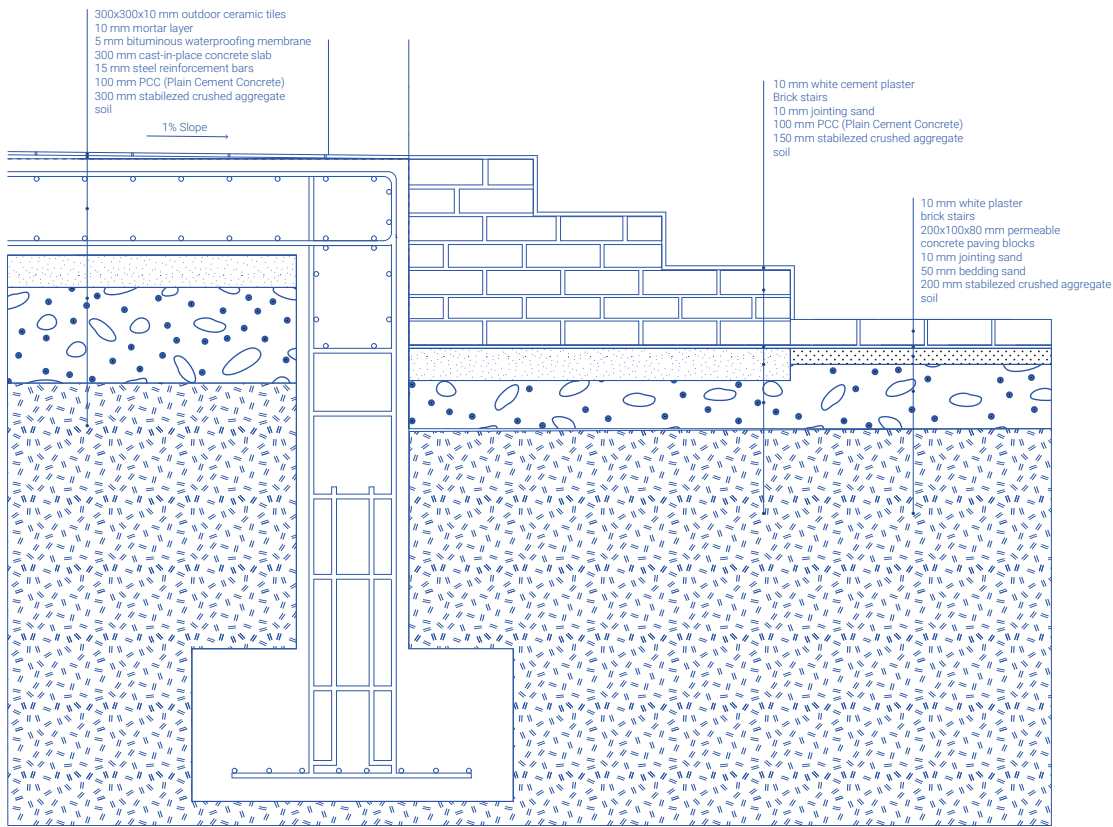 300x300x10 mm outdoor ceramic tiles
10 mm mortar layer
5 mm bituminous waterproofing membrane
300 mm cast-in-place concrete slab
15 mm steel reinforcement bars
100 mm PCC (Plain Cement Concrete)
300 mm stabilezed crushed aggregate
soil
1% Slope
10 mm white cement plaster
Brick stairs
10 mm jointing sand
100 mm PCC (Plain Cement Concrete)
150 mm stabilezed crushed aggregate
soil
10 mm white plaster
brick stairs
200x100x80 mm permeable
concrete paving blocks
10 mm jointing sand
50 mm bedding sand
200 mm stabilezed crushed aggregate
soil